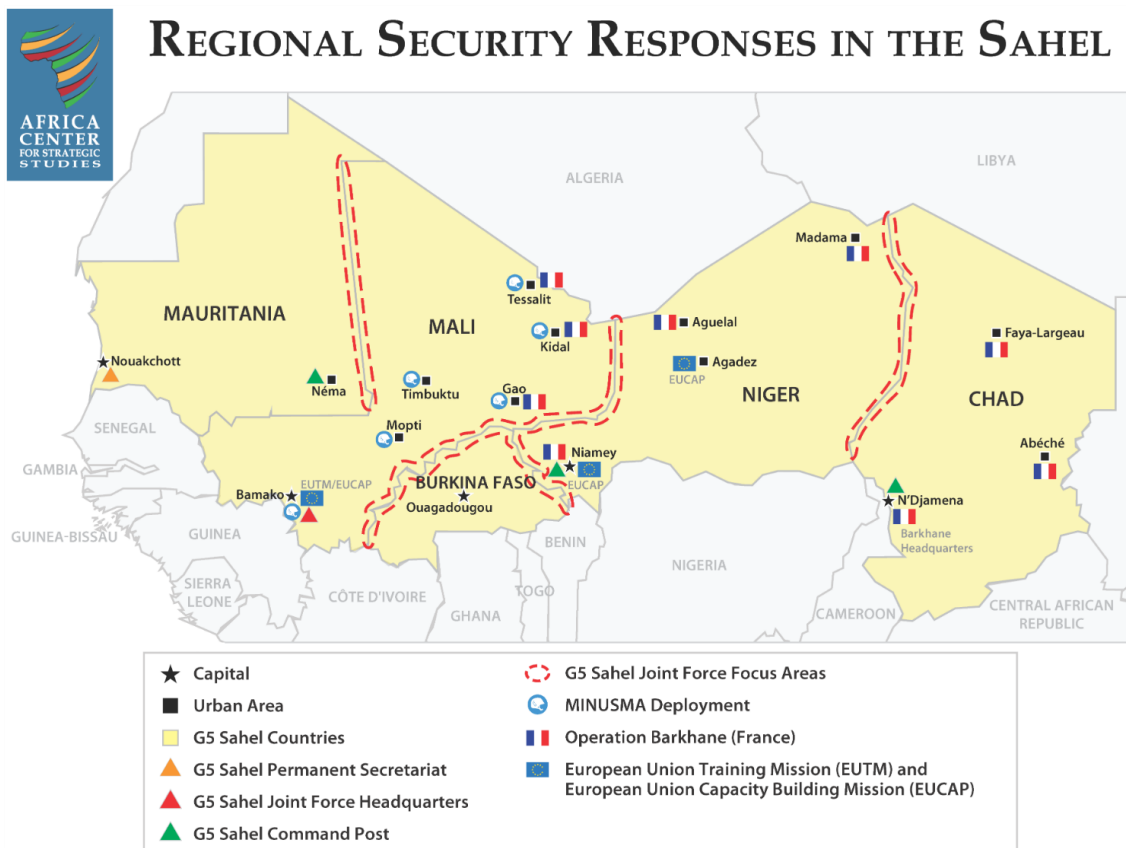 REGIONAL SECURITY RESPONSES IN THE SAHEL
AFRICA
CENTER
FOR STRATEGIC
STUDIES
ALGERIA
LIBYA
Madama
MAURITANIA
MALI
Tessalit
Kidal
Aguelal
Faya-Largeau
Nouakchott
Néma
Timbuktu
Gao
Agadez
EUCAP
NIGER
CHAD
SENEGAL
Mopti
Abéché
GAMBIA
Niamey
EUCAP
BURKINA FASO
Ouagadougou
EUTM/EUCAP
Bamako
N'Djamena
Barkhane
Headquarters
GUINEA-BISSAU
GUINEA
BENIN
NIGERIA
SIERRA
LEONE
CÔTE D'IVOIRE
GHANA
TOGO
CAMEROON
CENTRAL AFRICAN
REPUBLIC
Capital
Urban Area
G5 Sahel Countries
G5 Sahel Permanent Secretariat
G5 Sahel Joint Force Headquarters
G5 Sahel Command Post
G5 Sahel Joint Force Focus Areas
MINUSMA Deployment
Operation Barkhane (France)
European Union Training Mission (EUTM) and
European Union Capacity Building Mission (EUCAP)